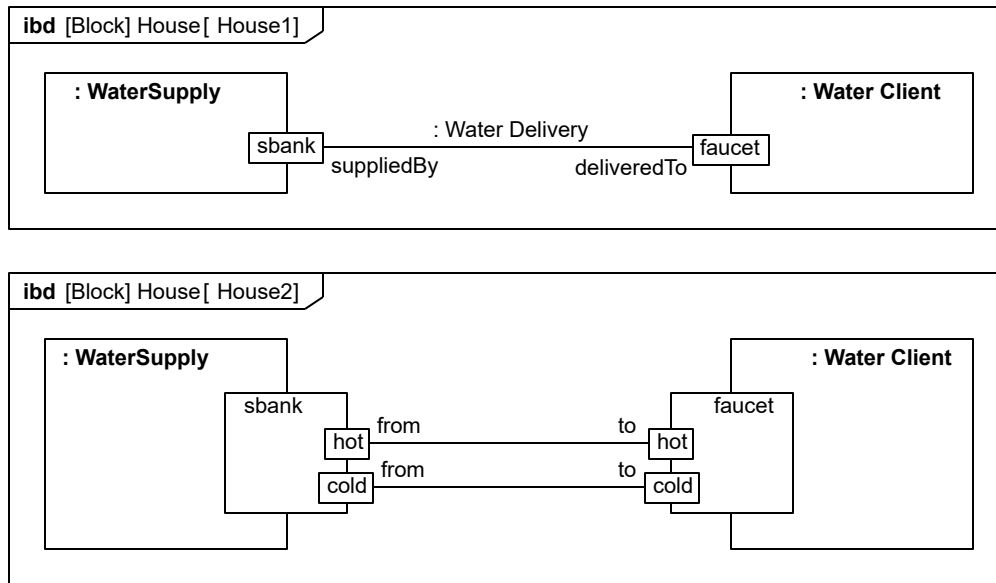 ibd [Block] House[ House1]
: WaterSupply
: Water Client
: Water Delivery
sbank
faucet
suppliedBy
deliveredTo
ibd [Block] House[ House2]
: WaterSupply
: Water Client
sbank
faucet
from
to
hot
hot
from
to
cold
cold